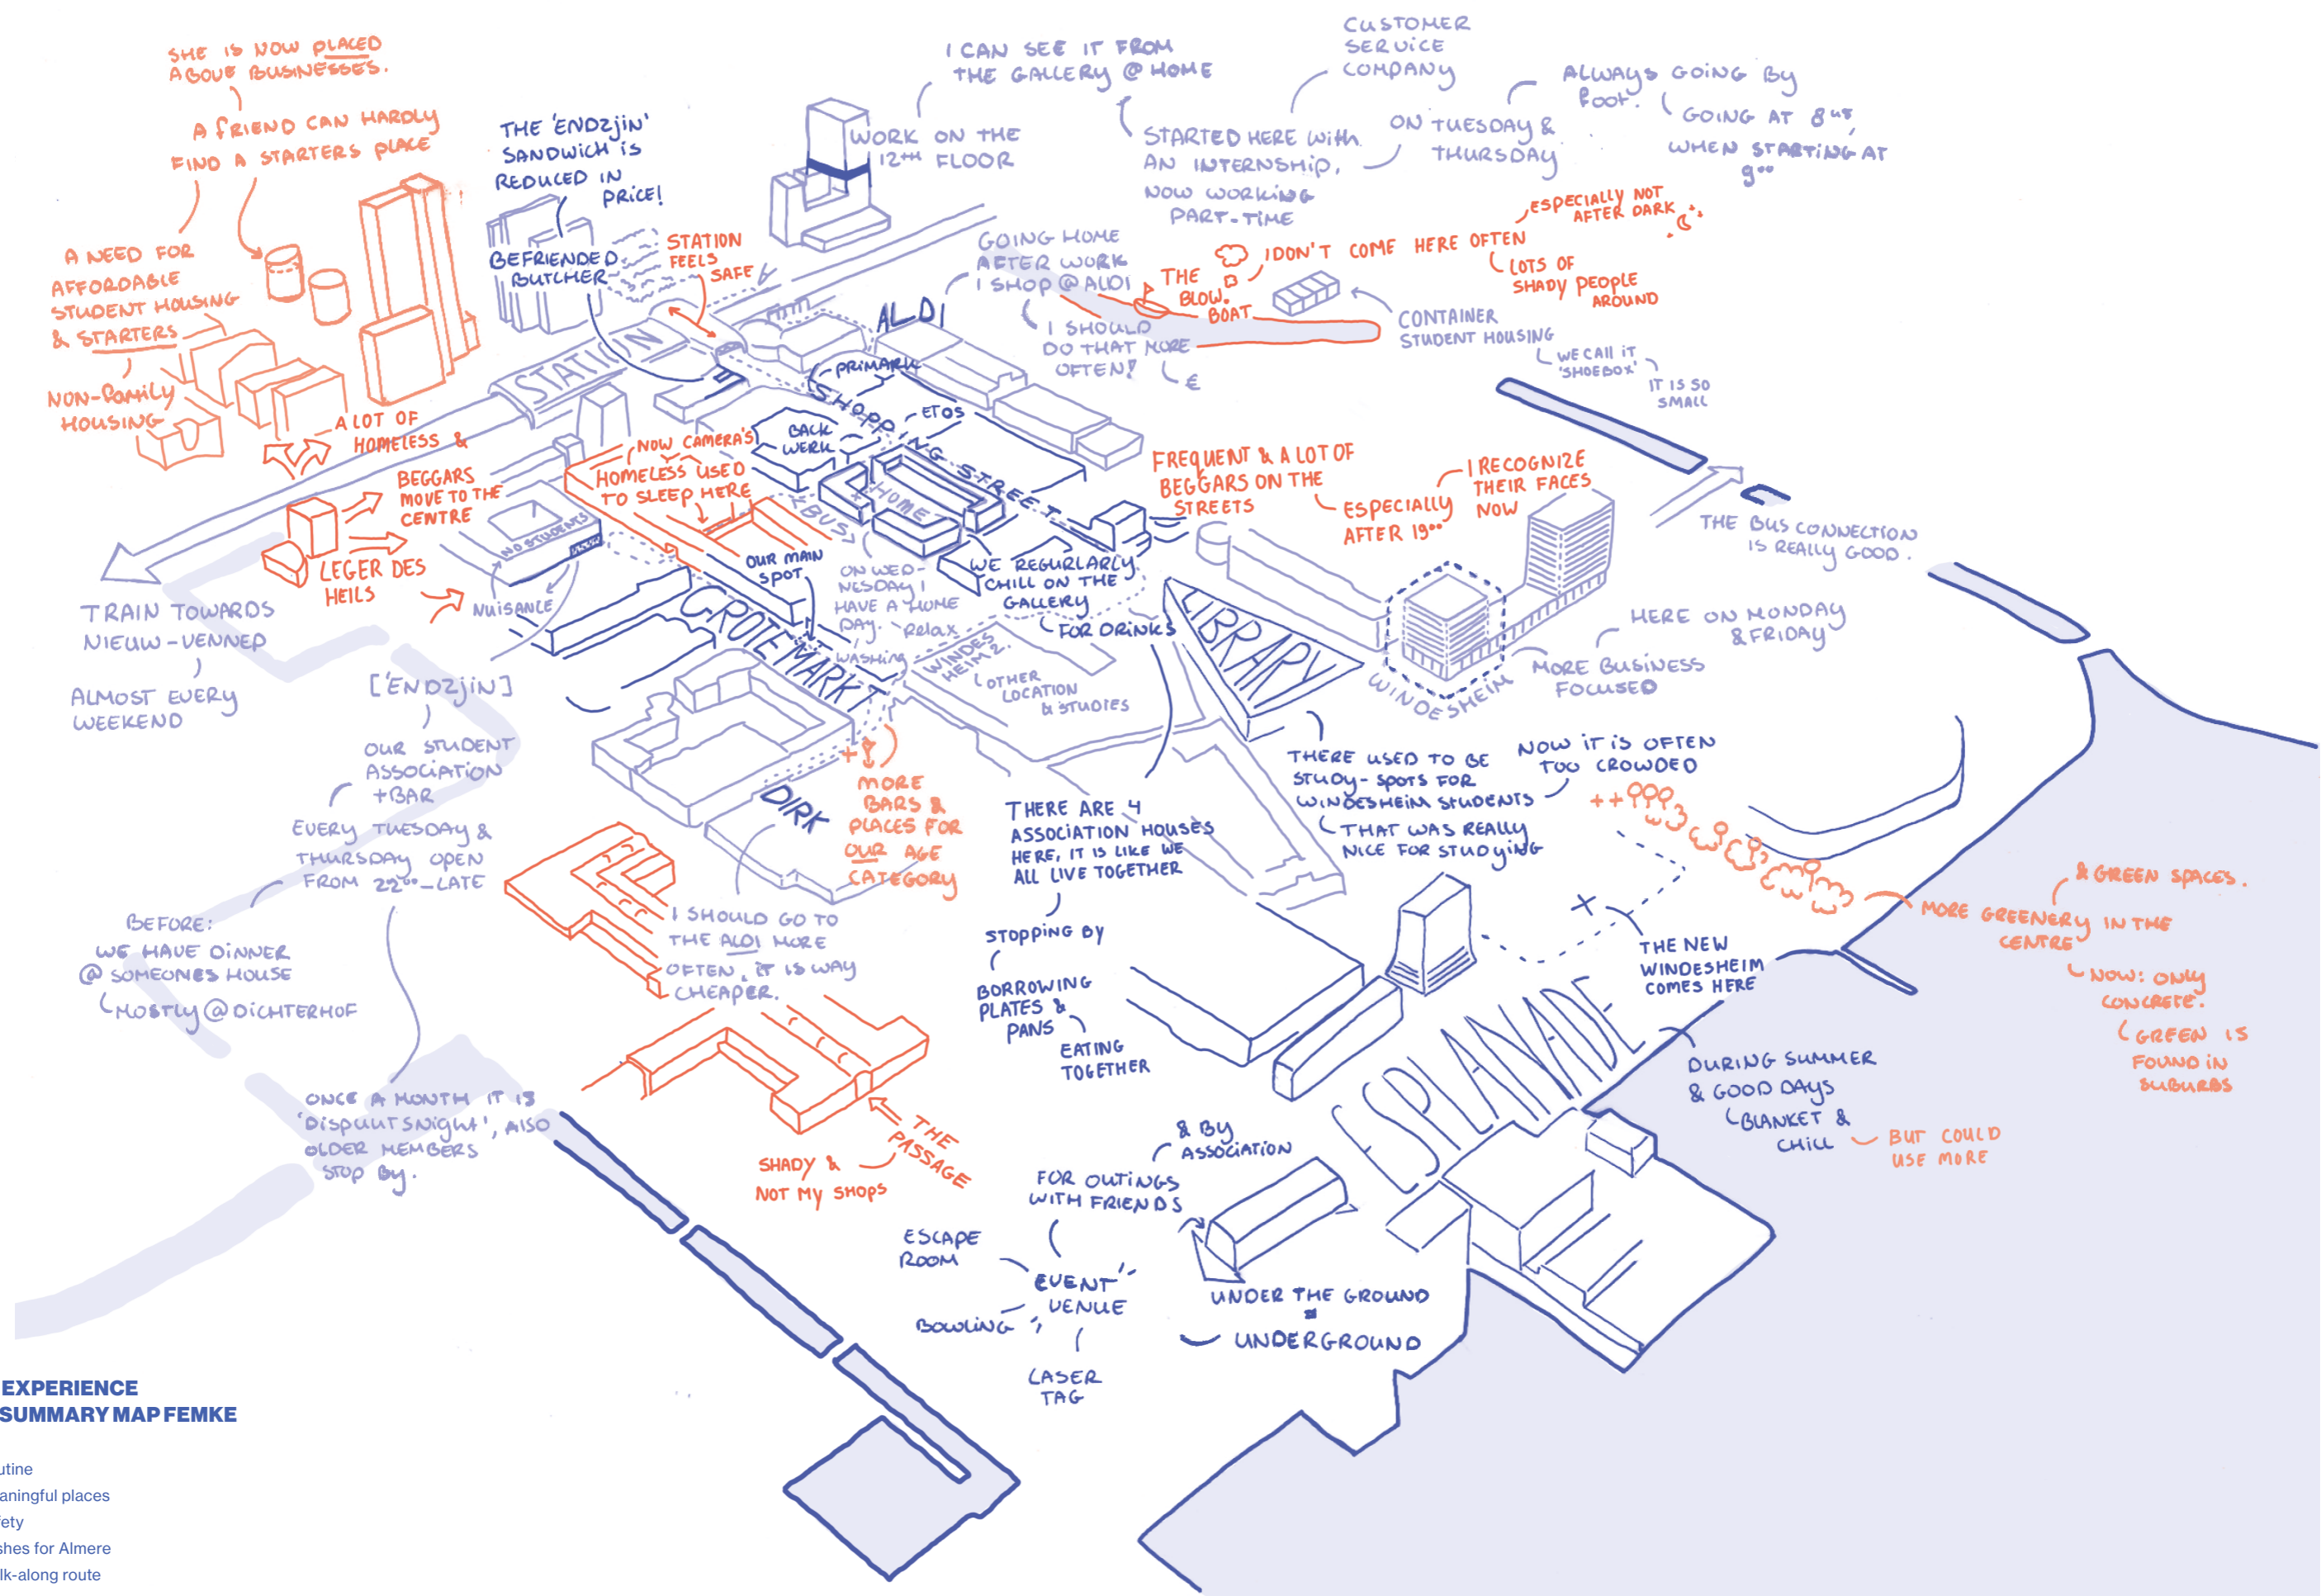 SHE IS NOW PLACED
ABOVE BUSINESSES.
A FRIEND CAN HARDLY
FIND A STARTERS PLACE
A NEED FOR
AFFORDABLE
STUDENT HOUSING
& STARTERS
NON-FAMILY
HOUSING
THE 'ENDZJIN'
SANDWICH IS
REDUCED IN
PRICE!
BEFRIENDED
BUTCHER
STATION
FEELS
SAFE
WORK ON THE
12TH FLOOR
I CAN SEE IT FROM
THE GALLERY @ HOME
STARTED HERE WITH
AN INTERNSHIP,
NOW WORKING
PART-TIME
CUSTOMER
SERVICE
COMPANY
ON TUESDAY &
THURSDAY
ALWAYS GOING BY
FOOT.
GOING AT 8 45,
WHEN STARTING AT
9 00
GOING HOME
AFTER WORK
I SHOP @ ALDI
I SHOULD
DO THAT MORE
OFTEN!
€
THE
BLOW.
BOAT
I DON'T COME HERE OFTEN
ESPECIALLY NOT
AFTER DARK
LOTS OF
SHADY PEOPLE
AROUND
CONTAINER
STUDENT HOUSING
WE CALL IT
'SHOEBOX'
IT IS SO
SMALL
STATION
ALDI
PRIMARK
SHOPPING STREET
ETOS
BACK
WERK
HOME
BUS
A LOT OF
HOMELESS &
BEGGARS
MOVE TO THE
CENTRE
LEGER DES
HEILS
NOW CAMERA'S
HOMELESS USED
TO SLEEP HERE
NO STUDENTS
NUISANCE
OUR MAIN
SPOT
GROTE MARKT
ON WED-
NESDAY I
HAVE A HOME
DAY.
RELAX
WASHING
WE REGURLARLY
CHILL ON THE
GALLERY
FOR DRINKS
FREQUENT & A LOT OF
BEGGARS ON THE
STREETS
ESPECIALLY
AFTER 19 00
I RECOGNIZE
THEIR FACES
NOW
THE BUS CONNECTION
IS REALLY GOOD.
HERE ON MONDAY
& FRIDAY
MORE BUSINESS
FOCUSED
WINDESHEIM
LIBRARY
WINDES
HEIM 2.
OTHER
LOCATION
& STUDIES
TRAIN TOWARDS
NIEUW-VENNEP
ALMOST EVERY
WEEKEND
['ENDZJIN]
OUR STUDENT
ASSOCIATION
+ BAR
EVERY TUESDAY &
THURSDAY OPEN
FROM 22 00 - LATE
BEFORE:
WE HAVE DINNER
@ SOMEONES HOUSE
MOSTLY @ DICHTERHOF
ONCE A MONTH IT IS
'DISPUUTSNIGHT', ALSO
OLDER MEMBERS
STOP BY.
DIRK
I SHOULD GO TO
THE ALDI MORE
OFTEN, IT IS WAY
CHEAPER.
+
MORE
BARS &
PLACES FOR
OUR AGE
CATEGORY
THERE ARE 4
ASSOCIATION HOUSES
HERE, IT IS LIKE WE
ALL LIVE TOGETHER
STOPPING BY
BORROWING
PLATES &
PANS
EATING
TOGETHER
THERE USED TO BE
STUDY-SPOTS FOR
WINDESHEIM STUDENTS
THAT WAS REALLY
NICE FOR STUDYING
NOW IT IS OFTEN
TOO CROWDED
++
MORE GREENERY IN THE
CENTRE
& GREEN SPACES.
NOW: ONLY
CONCRETE.
GREEN IS
FOUND IN
SUBURBS
THE NEW
WINDESHEIM
COMES HERE
ESPLANADE
DURING SUMMER
& GOOD DAYS
BLANKET &
CHILL
BUT COULD
USE MORE
THE
PASSAGE
SHADY &
NOT MY SHOPS
& BY
ASSOCIATION
FOR OUTINGS
WITH FRIENDS
ESCAPE
ROOM
EVENT
VENUE
BOWLING
LASER
TAG
UNDER THE GROUND
=
UNDERGROUND
EXPERIENCE
SUMMARY MAP FEMKE
utine
aningful places
fety
shes for Almere
lk-along route